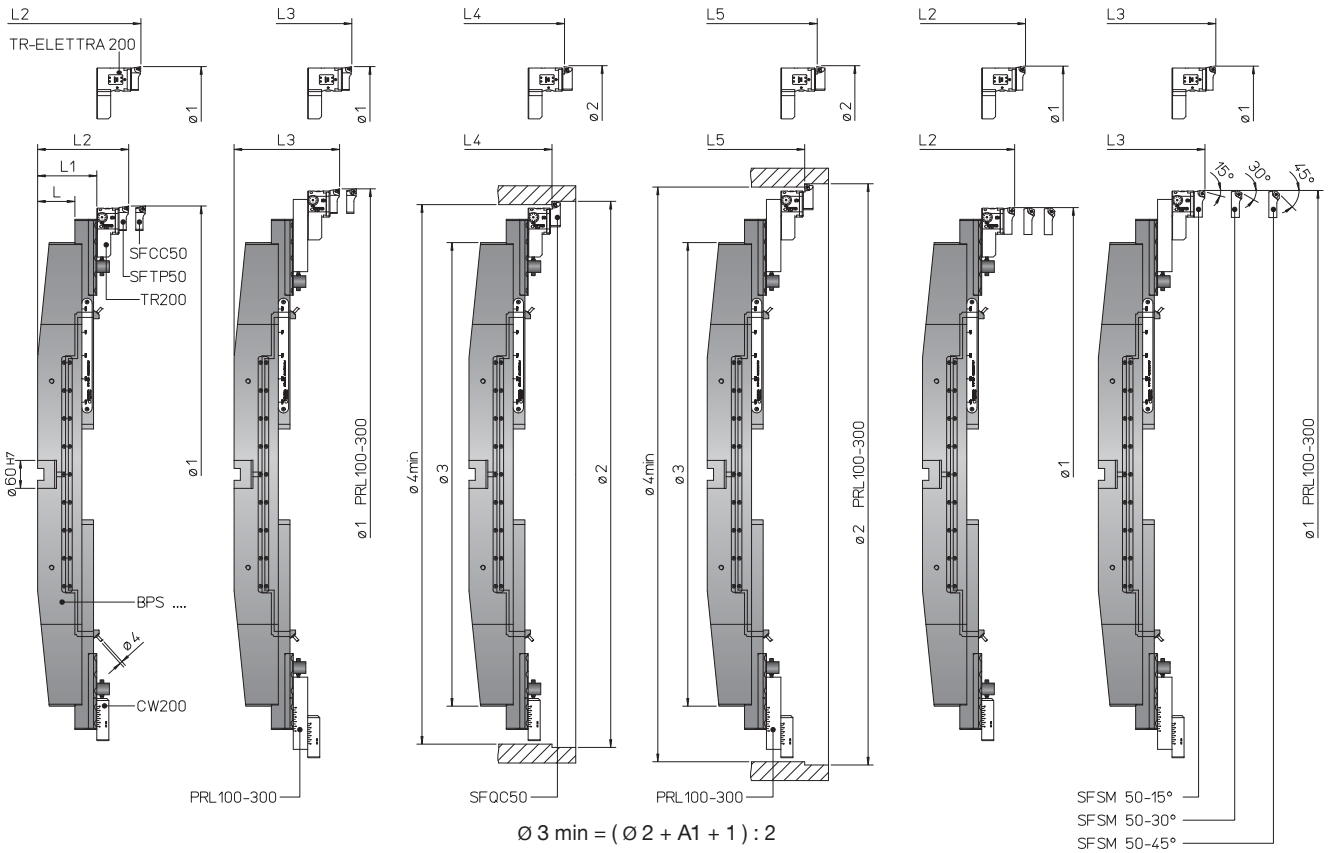 L2
L3
L4
L5
L2
L3
TR-ELETTRA 200
ø1
ø1
ø2
ø2
ø1
ø1
L2
L1
L
L3
L4
L5
L2
L3
15°
30°
45°
SFCC50
SFTP50
TR200
ø60 H7
ø1
ø1 PRL100-300
ø4min
ø3
ø2
ø4min
ø3
ø2 PRL100-300
ø1
ø1 PRL100-300
BPS ....
Ø4
CW200
PRL100-300
SFQC50
PRL100-300
SFSM 50-15°
SFSM 50-30°
SFSM 50-45°
Ø 3 min = ( Ø 2 + A1 + 1 ) : 2